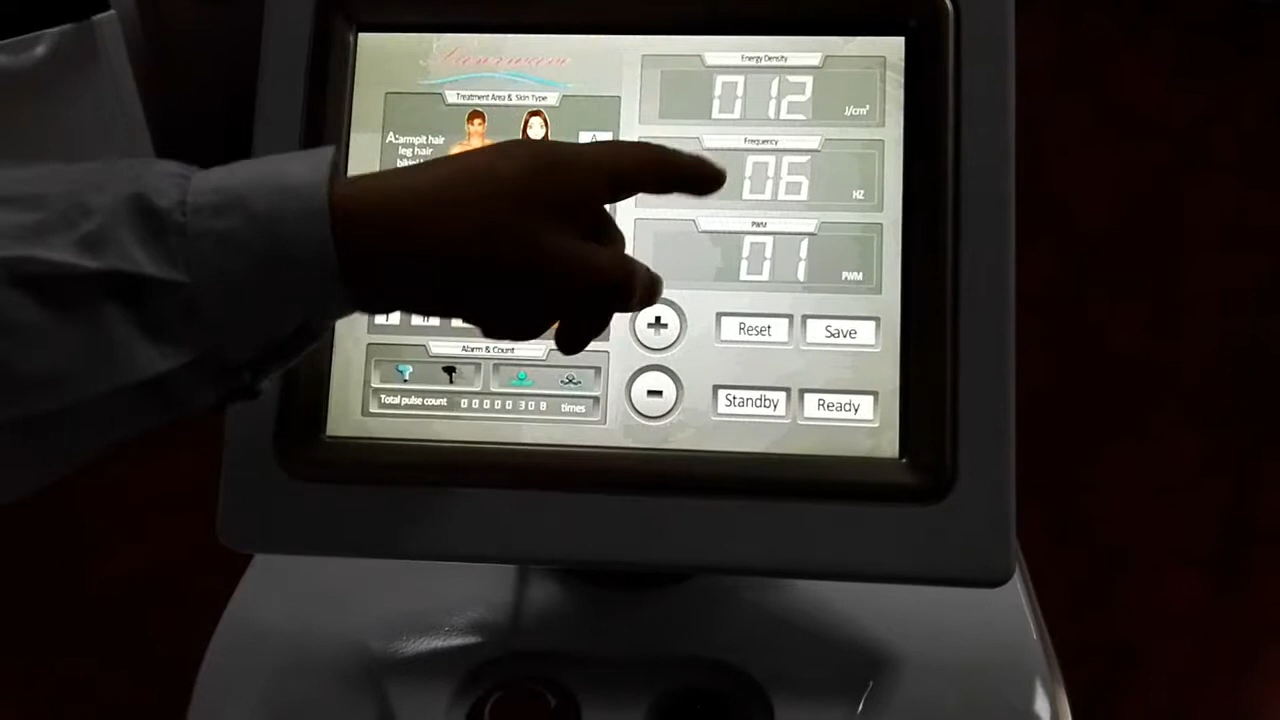 Treatment Area & Skin Type
A:armpit hair
leg hair
A
Energy Density
012
J/cm²
Frequency
06
HZ
PWM
01
PWM
+
-
Reset
Save
Standby
Ready
Alarm & Count
Total pulse count 00000308 times